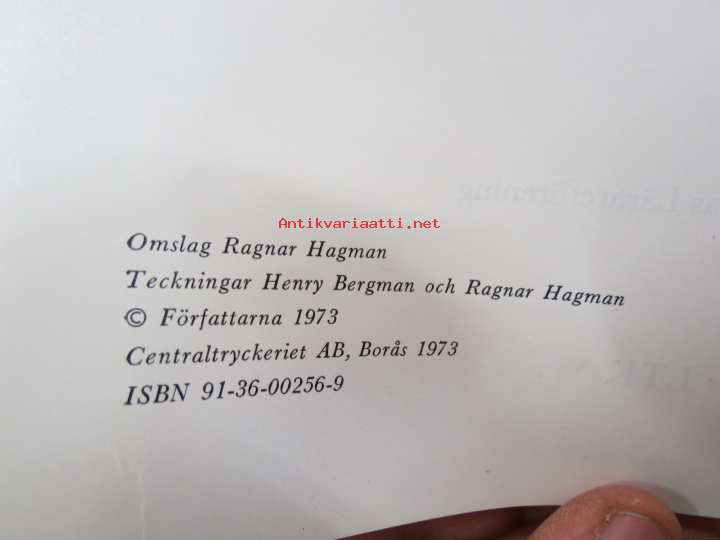 Antikvariaatti.net
Omslag Ragnar Hagman
Teckningar Henry Bergman och Ragnar Hagman
© Författarna 1973
Centraltryckeriet AB, Borås 1973
ISBN 91-36-00256-9